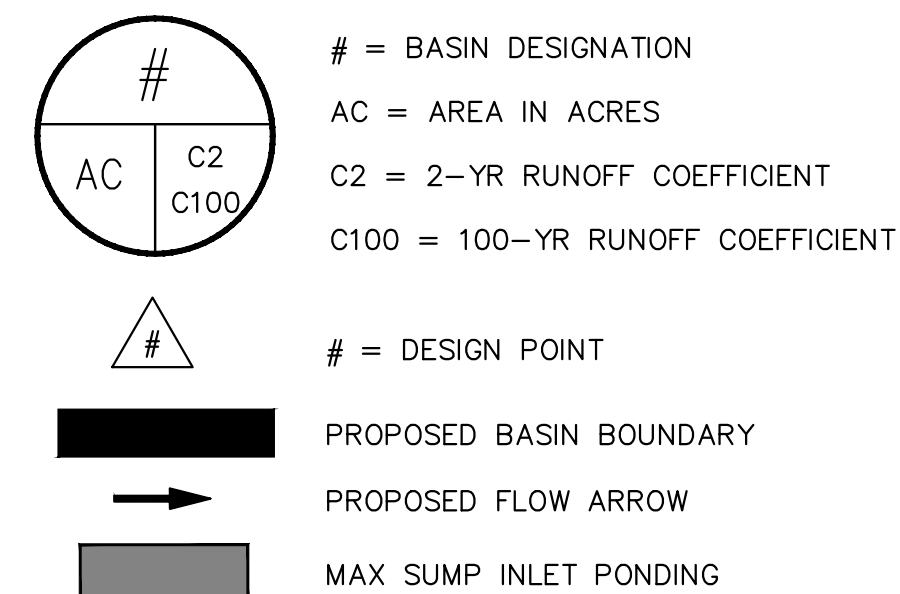 #
AC
C2
C100
# = BASIN DESIGNATION
AC = AREA IN ACRES
C2 = 2-YR RUNOFF COEFFICIENT
C100 = 100-YR RUNOFF COEFFICIENT
#
# = DESIGN POINT
PROPOSED BASIN BOUNDARY
PROPOSED FLOW ARROW
MAX SUMP INLET PONDING